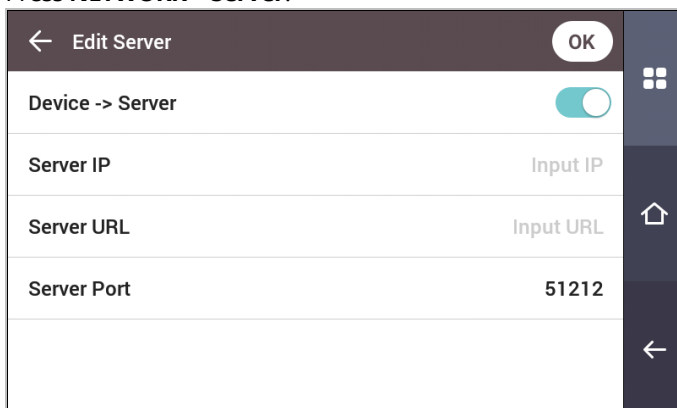 Edit Server
OK
Device -> Server
Server IP
Input IP
Server URL
Input URL
Server Port
51212